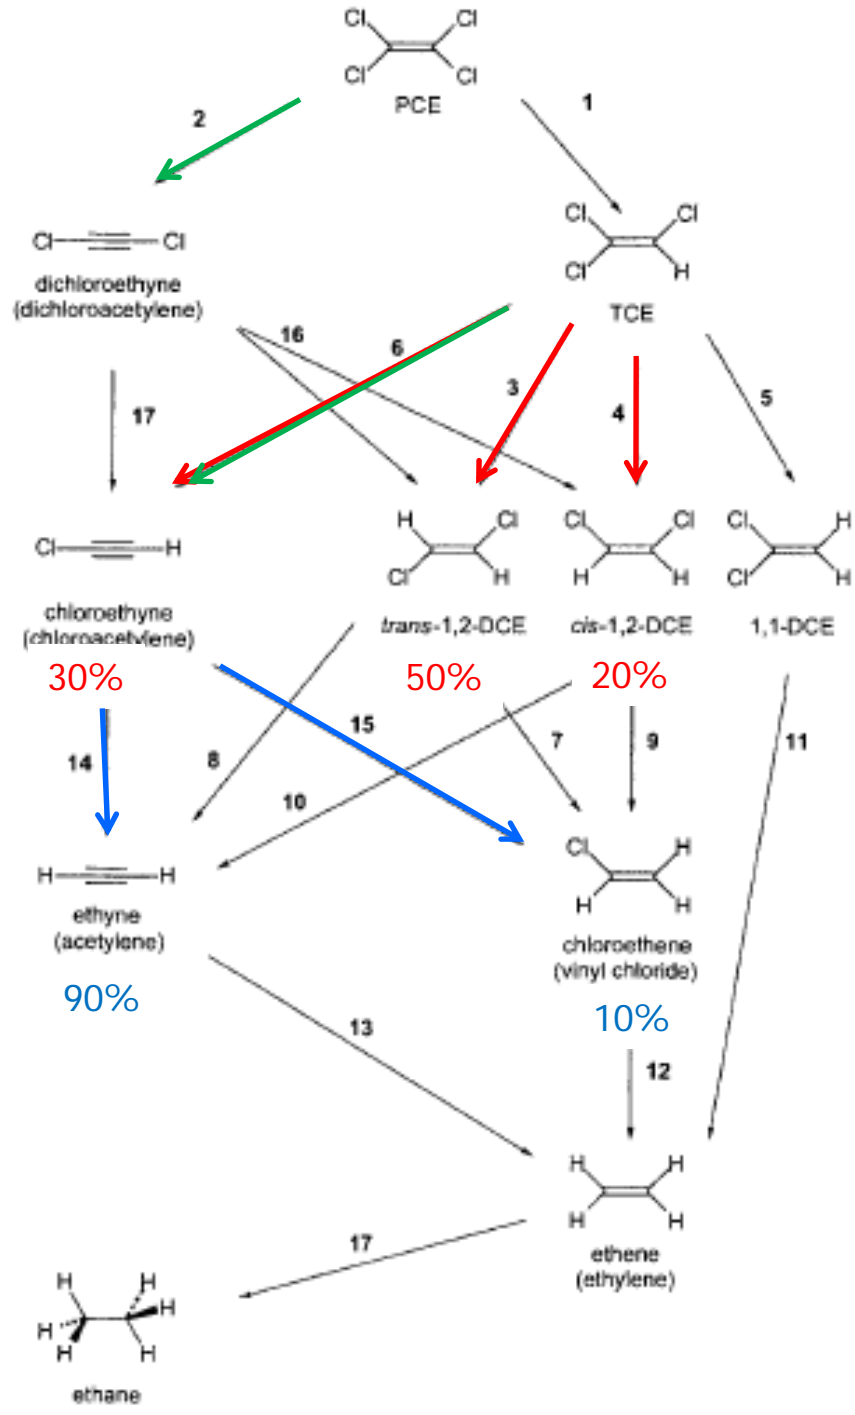 Cl Cl
Cl Cl
PCE
2 1
Cl Cl
Cl H
TCE
Cl Cl
dichloroethyne
(dichloroacetylene)
16 6 3 4 5
17
Cl H
chloroethyne
(chloroacetylene)
H Cl
Cl H
trans-1,2-DCE
Cl Cl
H H
cis-1,2-DCE
Cl H
Cl H
1,1-DCE
30% 50% 20%
14 8 15 10 7 9 11
H H
ethyne
(acetylene)
90%
Cl H
H H
chloroethene
(vinyl chloride)
10%
13 12
H H
H H
ethene
(ethylene)
17
H H
H H
H H
ethane